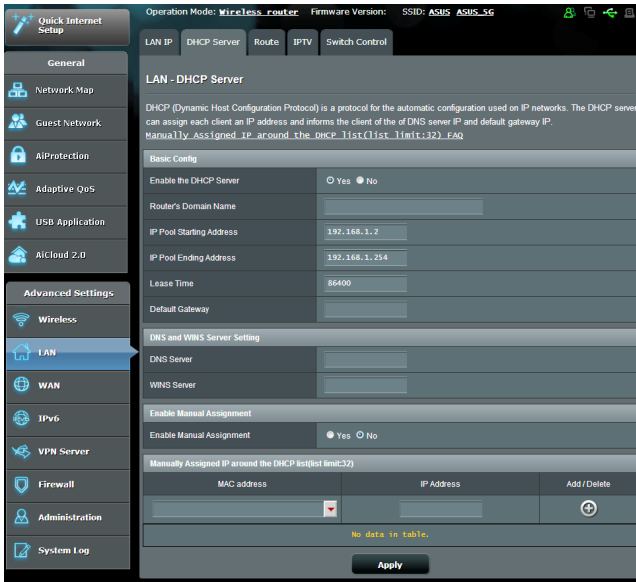 Quick Internet
Setup
General
Network Map
Guest Network
AiProtection
Adaptive QoS
USB Application
AiCloud 2.0
Advanced Settings
Wireless
LAN
WAN
IPv6
VPN Server
Firewall
Administration
System Log
Operation Mode: Wireless router Firmware Version: SSID: ASUS ASUS_5G
LAN IP DHCP Server Route IPTV Switch Control
LAN - DHCP Server
DHCP (Dynamic Host Configuration Protocol) is a protocol for the automatic configuration used on IP networks. The DHCP server
can assign each client an IP address and informs the client of the of DNS server IP and default gateway IP.
Manually Assigned IP around the DHCP list(list limit:32) FAQ
Basic Config
Enable the DHCP Server Yes No
Router's Domain Name
IP Pool Starting Address 192.168.1.2
IP Pool Ending Address 192.168.1.254
Lease Time 86400
Default Gateway
DNS and WINS Server Setting
DNS Server
WINS Server
Enable Manual Assignment
Enable Manual Assignment Yes No
Manually Assigned IP around the DHCP list(list limit:32)
MAC address IP Address Add / Delete
No data in table.
Apply